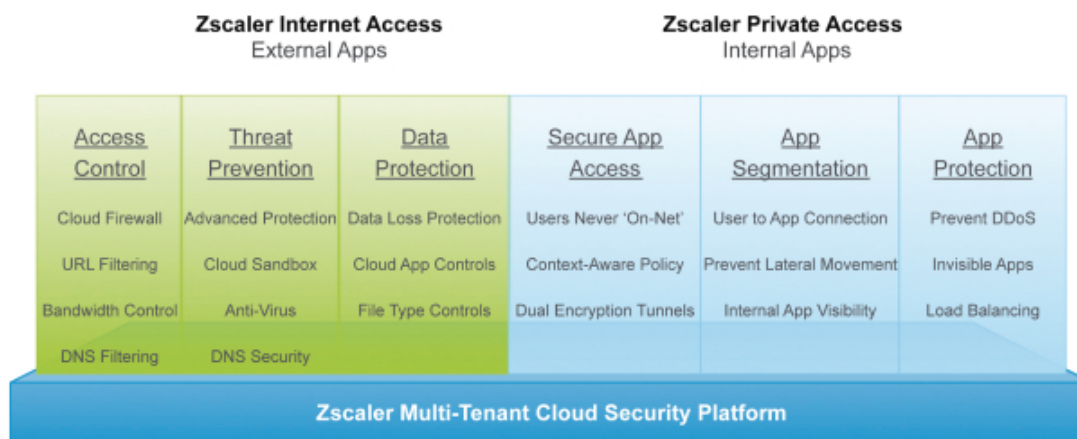 Zscaler Internet Access
External Apps
Zscaler Private Access
Internal Apps
Access
Control
Cloud Firewall
URL Filtering
Bandwidth Control
DNS Filtering
Threat
Prevention
Advanced Protection
Cloud Sandbox
Anti-Virus
DNS Security
Data
Protection
Data Loss Protection
Cloud App Controls
File Type Controls
Secure App
Access
Users Never ‘On-Net’
Context-Aware Policy
Dual Encryption Tunnels
App
Segmentation
User to App Connection
Prevent Lateral Movement
Internal App Visibility
App
Protection
Prevent DDoS
Invisible Apps
Load Balancing
Zscaler Multi-Tenant Cloud Security Platform